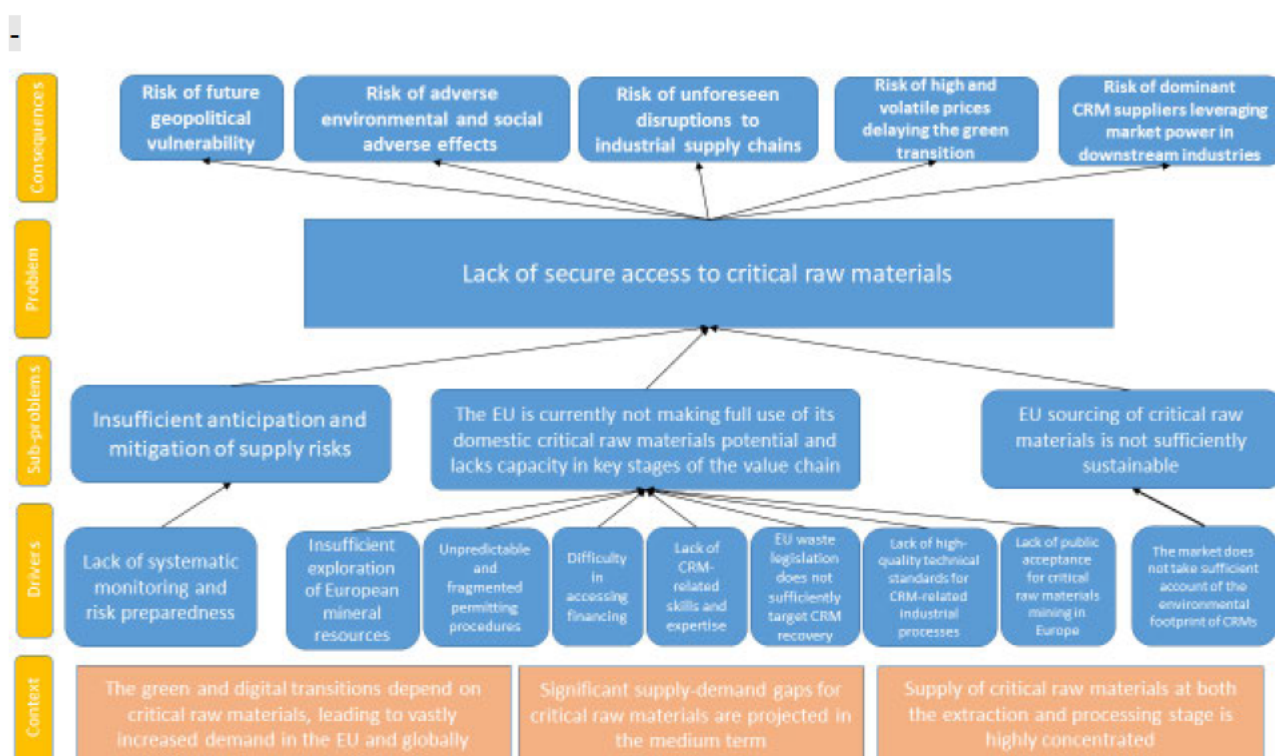 -
Consequences
Risk of future
geopolitical
vulnerability
Risk of adverse
environmental and social
adverse effects
Risk of unforeseen
disruptions to
industrial supply chains
Risk of high and
volatile prices
delaying the green
transition
Risk of dominant
CRM suppliers leveraging
market power in
downstream industries
Problem
Lack of secure access to critical raw materials
Sub-problems
Insufficient anticipation and
mitigation of supply risks
The EU is currently not making full use of its
domestic critical raw materials potential and
lacks capacity in key stages of the value chain
EU sourcing of critical raw
materials is not sufficiently
sustainable
Drivers
Lack of systematic
monitoring and
risk preparedness
Insufficient
exploration
of European
mineral
resources
Unpredictable
and
fragmented
permitting
procedures
Difficulty
in
accessing
financing
Lack of
CRM-
related
skills and
expertise
EU waste
legislation
does not
sufficiently
target CRM
recovery
Lack of high-
quality technical
standards for
CRM-related
industrial
processes
Lack of public
acceptance
for critical
raw materials
mining in
Europe
The market does
not take sufficient
account of the
environmental
footprint of CRMs
Context
The green and digital transitions depend on
critical raw materials, leading to vastly
increased demand in the EU and globally
Significant supply-demand gaps for
critical raw materials are projected in
the medium term
Supply of critical raw materials at both
the extraction and processing stage is
highly concentrated